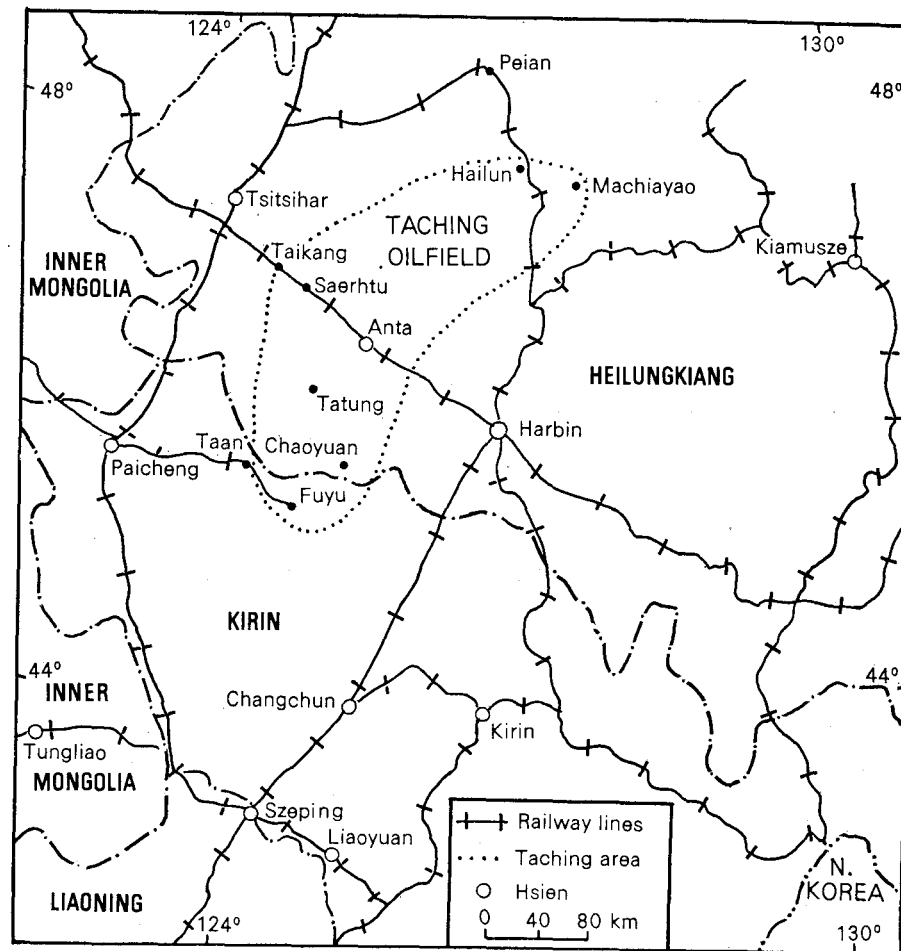 124°
130°
48°
48°
Peian
Hailun
Machiayao
Tsitsihar
TACHING
OILFIELD
Taikang
Kiamusze
INNER
MONGOLIA
Saerhtu
Anta
HEILUNGKIANG
Tatung
Harbin
Taan
Chaoyuan
Paicheng
Fuyu
KIRIN
44°
44°
INNER
Changchun
Kirin
Tungliao
MONGOLIA
Szeping
Liaoyuan
Railway lines
Taching area
Hsien
0 40 80 km
N.
KOREA
LIAONING
124°
130°